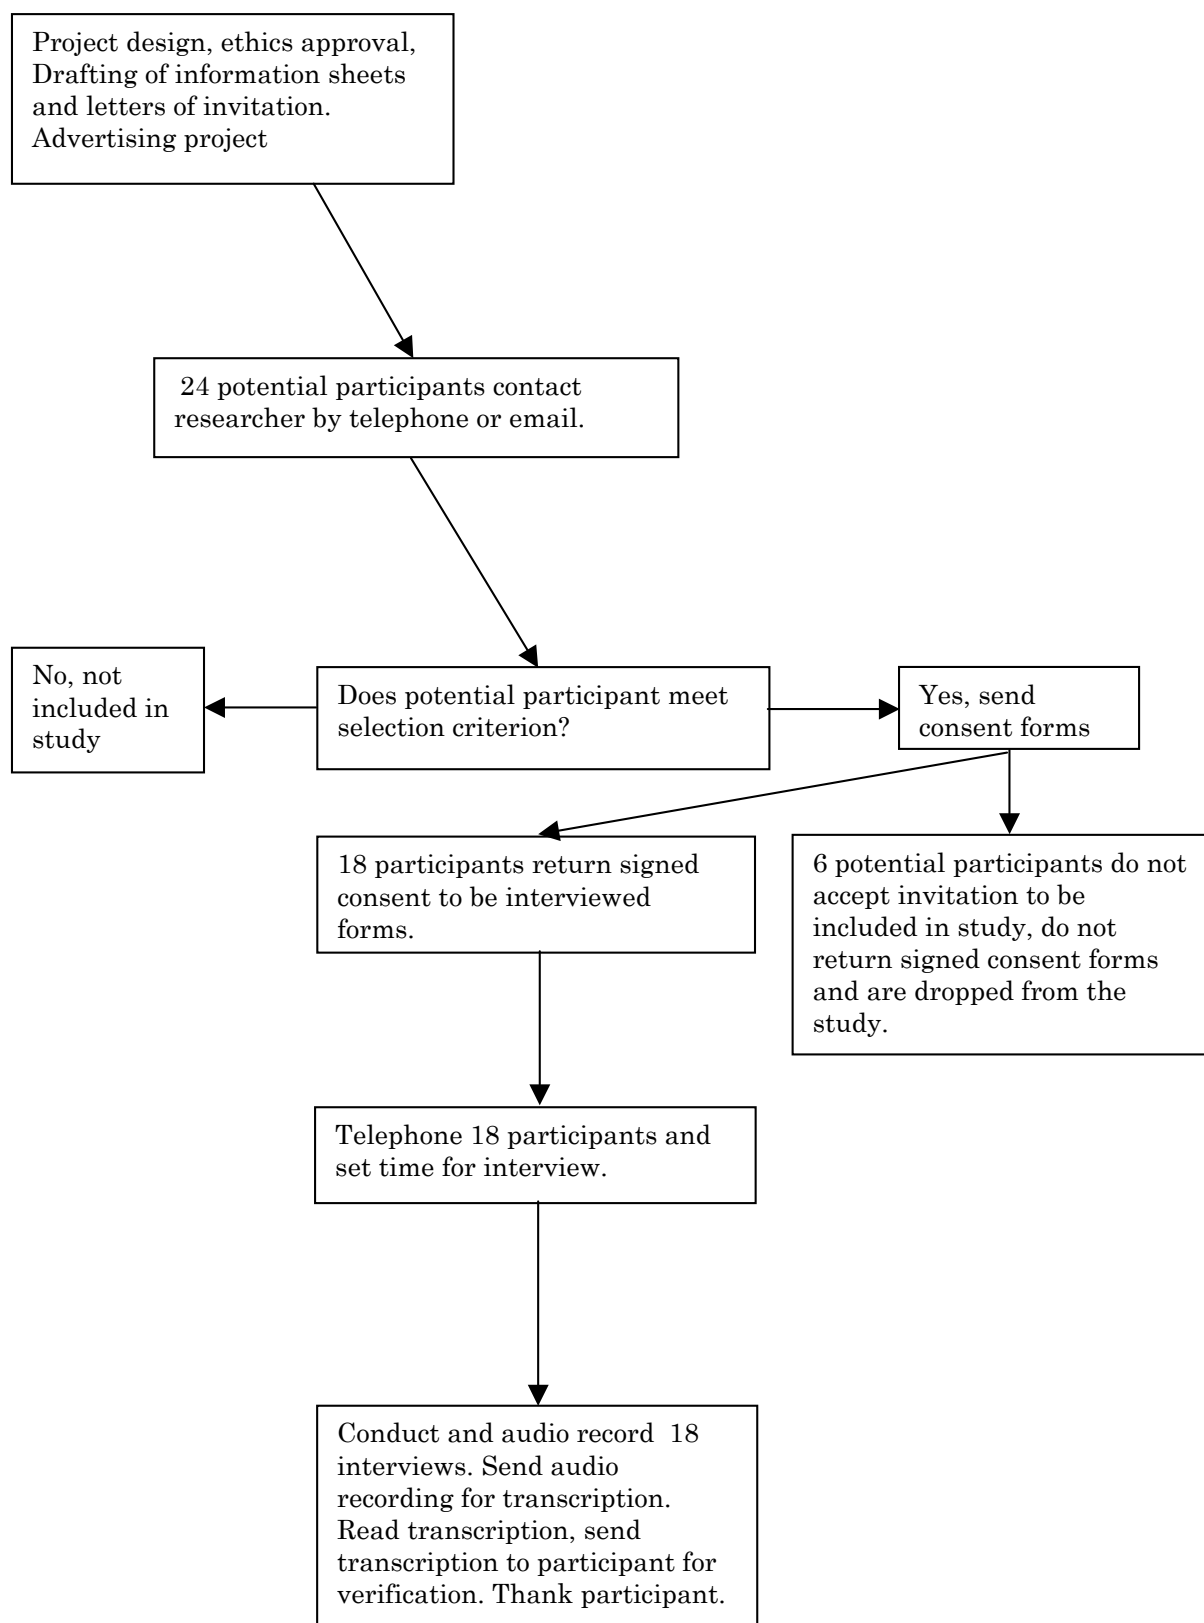 Project design, ethics approval,
Drafting of information sheets
and letters of invitation.
Advertising project
24 potential participants contact
researcher by telephone or email.
No, not
included in
study
Does potential participant meet
selection criterion?
Yes, send
consent forms
18 participants return signed
consent to be interviewed
forms.
6 potential participants do not
accept invitation to be
included in study, do not
return signed consent forms
and are dropped from the
study.
Telephone 18 participants and
set time for interview.
Conduct and audio record 18
interviews. Send audio
recording for transcription.
Read transcription, send
transcription to participant for
verification. Thank participant.